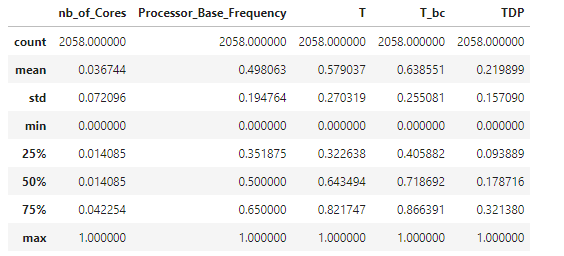 nb_of_Cores Processor_Base_Frequency T T_bc TDP
count 2058.000000 2058.000000 2058.000000 2058.000000 2058.000000
mean 0.036744 0.498063 0.579037 0.638551 0.219899
std 0.072096 0.194764 0.270319 0.255081 0.157090
min 0.000000 0.000000 0.000000 0.000000 0.000000
25% 0.014085 0.351875 0.322638 0.405882 0.093889
50% 0.014085 0.500000 0.643494 0.718692 0.178716
75% 0.042254 0.650000 0.821747 0.866391 0.321380
max 1.000000 1.000000 1.000000 1.000000 1.000000